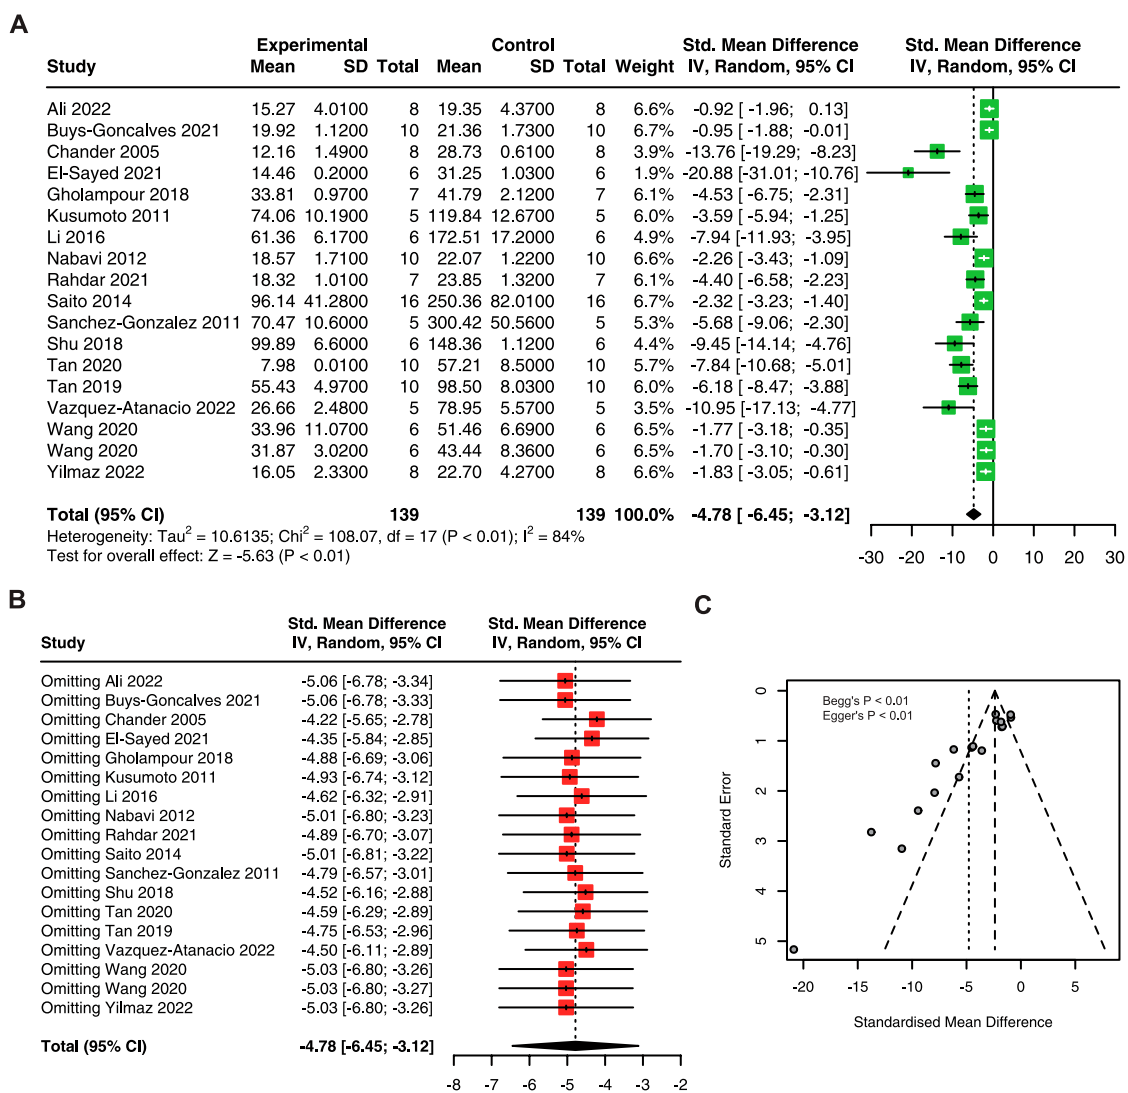 A
Experimental Control Std. Mean Difference Std. Mean Difference
Study Mean SD Total Mean SD Total Weight IV, Random, 95% CI IV, Random, 95% CI
Ali 2022 15.27 4.0100 8 19.35 4.3700 8 6.6% -0.92 [ -1.96; 0.13]
Buys-Goncalves 2021 19.92 1.1200 10 21.36 1.7300 10 6.7% -0.95 [ -1.88; -0.01]
Chander 2005 12.16 1.4900 8 28.73 0.6100 8 3.9% -13.76 [-19.29; -8.23]
El-Sayed 2021 14.46 0.2000 6 31.25 1.0300 6 1.9% -20.88 [-31.01; -10.76]
Gholampour 2018 33.81 0.9700 7 41.79 2.1200 7 6.1% -4.53 [ -6.75; -2.31]
Kusumoto 2011 74.06 10.1900 5 119.84 12.6700 5 6.0% -3.59 [ -5.94; -1.25]
Li 2016 61.36 6.1700 6 172.51 17.2000 6 4.9% -7.94 [-11.93; -3.95]
Nabavi 2012 18.57 1.7100 10 22.07 1.2200 10 6.6% -2.26 [ -3.43; -1.09]
Rahdar 2021 18.32 1.0100 7 23.85 1.3200 7 6.1% -4.40 [ -6.58; -2.23]
Saito 2014 96.14 41.2800 16 250.36 82.0100 16 6.7% -2.32 [ -3.23; -1.40]
Sanchez-Gonzalez 2011 70.47 10.6000 5 300.42 50.5600 5 5.3% -5.68 [ -9.06; -2.30]
Shu 2018 99.89 6.6000 6 148.36 1.1200 6 4.4% -9.45 [-14.14; -4.76]
Tan 2020 7.98 0.0100 10 57.21 8.5000 10 5.7% -7.84 [-10.68; -5.01]
Tan 2019 55.43 4.9700 10 98.50 8.0300 10 6.0% -6.18 [ -8.47; -3.88]
Vazquez-Atanacio 2022 26.66 2.4800 5 78.95 5.5700 5 3.5% -10.95 [-17.13; -4.77]
Wang 2020 33.96 11.0700 6 51.46 6.6900 6 6.5% -1.77 [ -3.18; -0.35]
Wang 2020 31.87 3.0200 6 43.44 8.3600 6 6.5% -1.70 [ -3.10; -0.30]
Yilmaz 2022 16.05 2.3300 8 22.70 4.2700 8 6.6% -1.83 [ -3.05; -0.61]
Total (95% CI) 139 139 100.0% -4.78 [ -6.45; -3.12]
Heterogeneity: Tau² = 10.6135; Chi² = 108.07, df = 17 (P < 0.01); I² = 84%
Test for overall effect: Z = -5.63 (P < 0.01)
-30 -20 -10 0 10 20 30
B
Std. Mean Difference Std. Mean Difference
Study IV, Random, 95% CI IV, Random, 95% CI
Omitting Ali 2022 -5.06 [-6.78; -3.34]
Omitting Buys-Goncalves 2021 -5.06 [-6.78; -3.33]
Omitting Chander 2005 -4.22 [-5.65; -2.78]
Omitting El-Sayed 2021 -4.35 [-5.84; -2.85]
Omitting Gholampour 2018 -4.88 [-6.69; -3.06]
Omitting Kusumoto 2011 -4.93 [-6.74; -3.12]
Omitting Li 2016 -4.62 [-6.32; -2.91]
Omitting Nabavi 2012 -5.01 [-6.80; -3.23]
Omitting Rahdar 2021 -4.89 [-6.70; -3.07]
Omitting Saito 2014 -5.01 [-6.81; -3.22]
Omitting Sanchez-Gonzalez 2011 -4.79 [-6.57; -3.01]
Omitting Shu 2018 -4.52 [-6.16; -2.88]
Omitting Tan 2020 -4.59 [-6.29; -2.89]
Omitting Tan 2019 -4.75 [-6.53; -2.96]
Omitting Vazquez-Atanacio 2022 -4.50 [-6.11; -2.89]
Omitting Wang 2020 -5.03 [-6.80; -3.26]
Omitting Wang 2020 -5.03 [-6.80; -3.27]
Omitting Yilmaz 2022 -5.03 [-6.80; -3.26]
Total (95% CI) -4.78 [-6.45; -3.12]
-8 -7 -6 -5 -4 -3 -2
C
Begg's P < 0.01
Egger's P < 0.01
Standard Error
0
1
2
3
4
5
-20 -15 -10 -5 0 5
Standardised Mean Difference